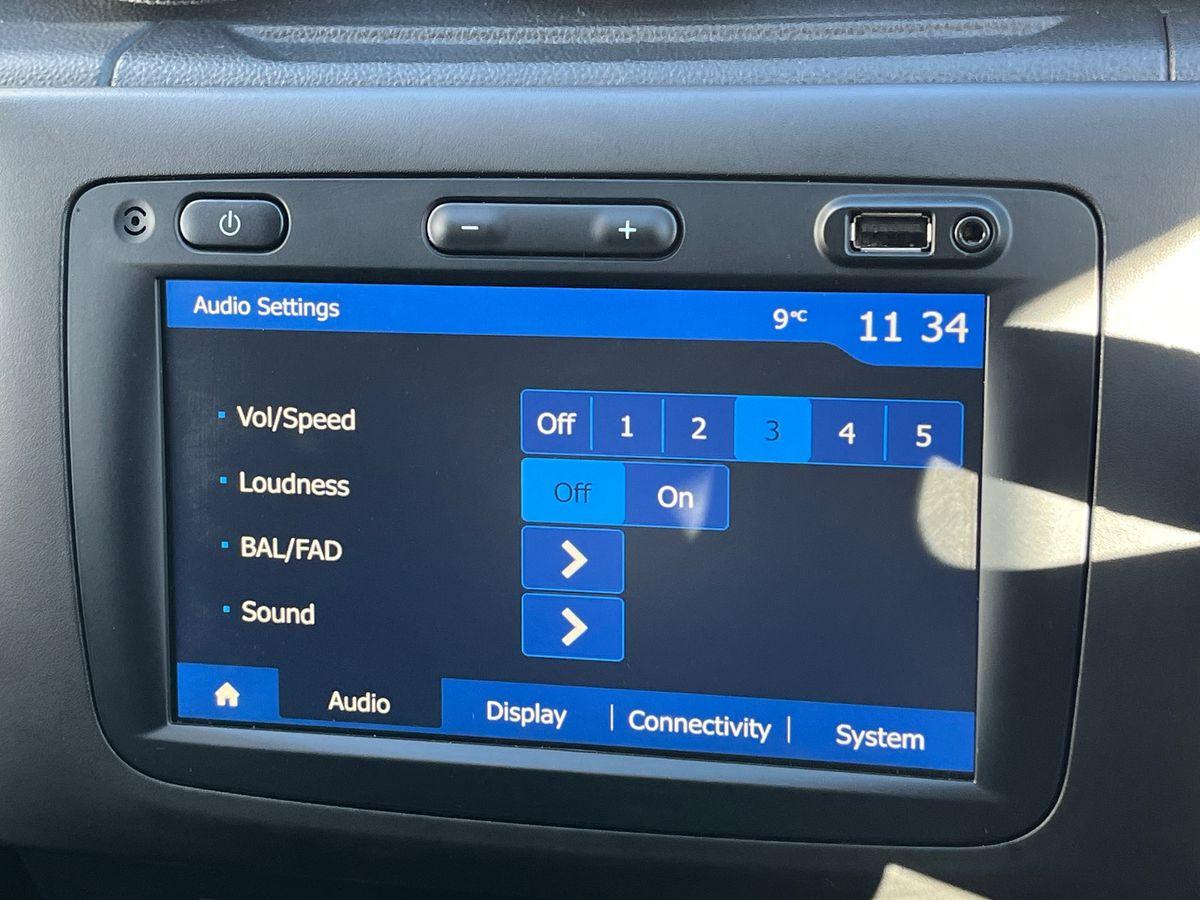 − +
Audio Settings 9°C 11 34
Vol/Speed Off 1 2 3 4 5
Loudness Off On
BAL/FAD
Sound
Audio Display | Connectivity | System